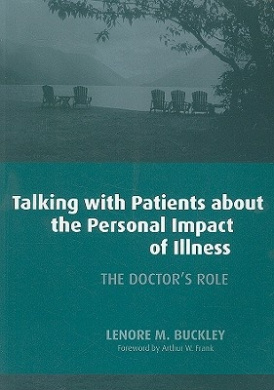 Talking with Patients about
the Personal Impact
of Illness
THE DOCTOR'S ROLE
LENORE M. BUCKLEY
Foreword by Arthur W. Frank